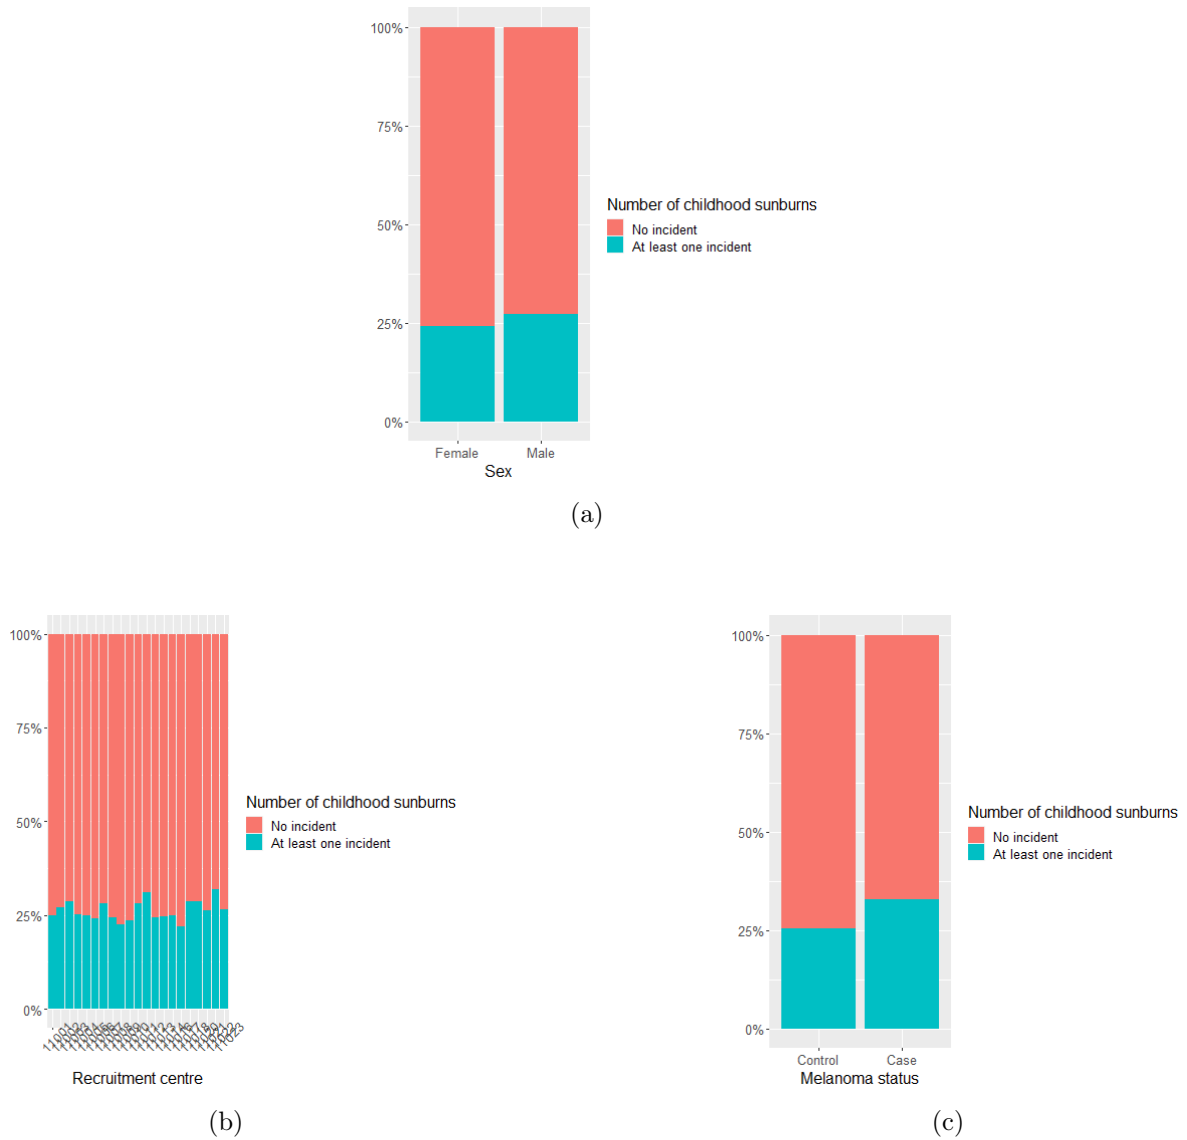 100%
75%
50%
25%
0%
Number of childhood sunburns
No incident
At least one incident
Female Male
Sex
(a)
100%
75%
50%
25%
0%
Number of childhood sunburns
No incident
At least one incident
11001
11023
Recruitment centre
(b)
100%
75%
50%
25%
0%
Number of childhood sunburns
No incident
At least one incident
Control Case
Melanoma status
(c)